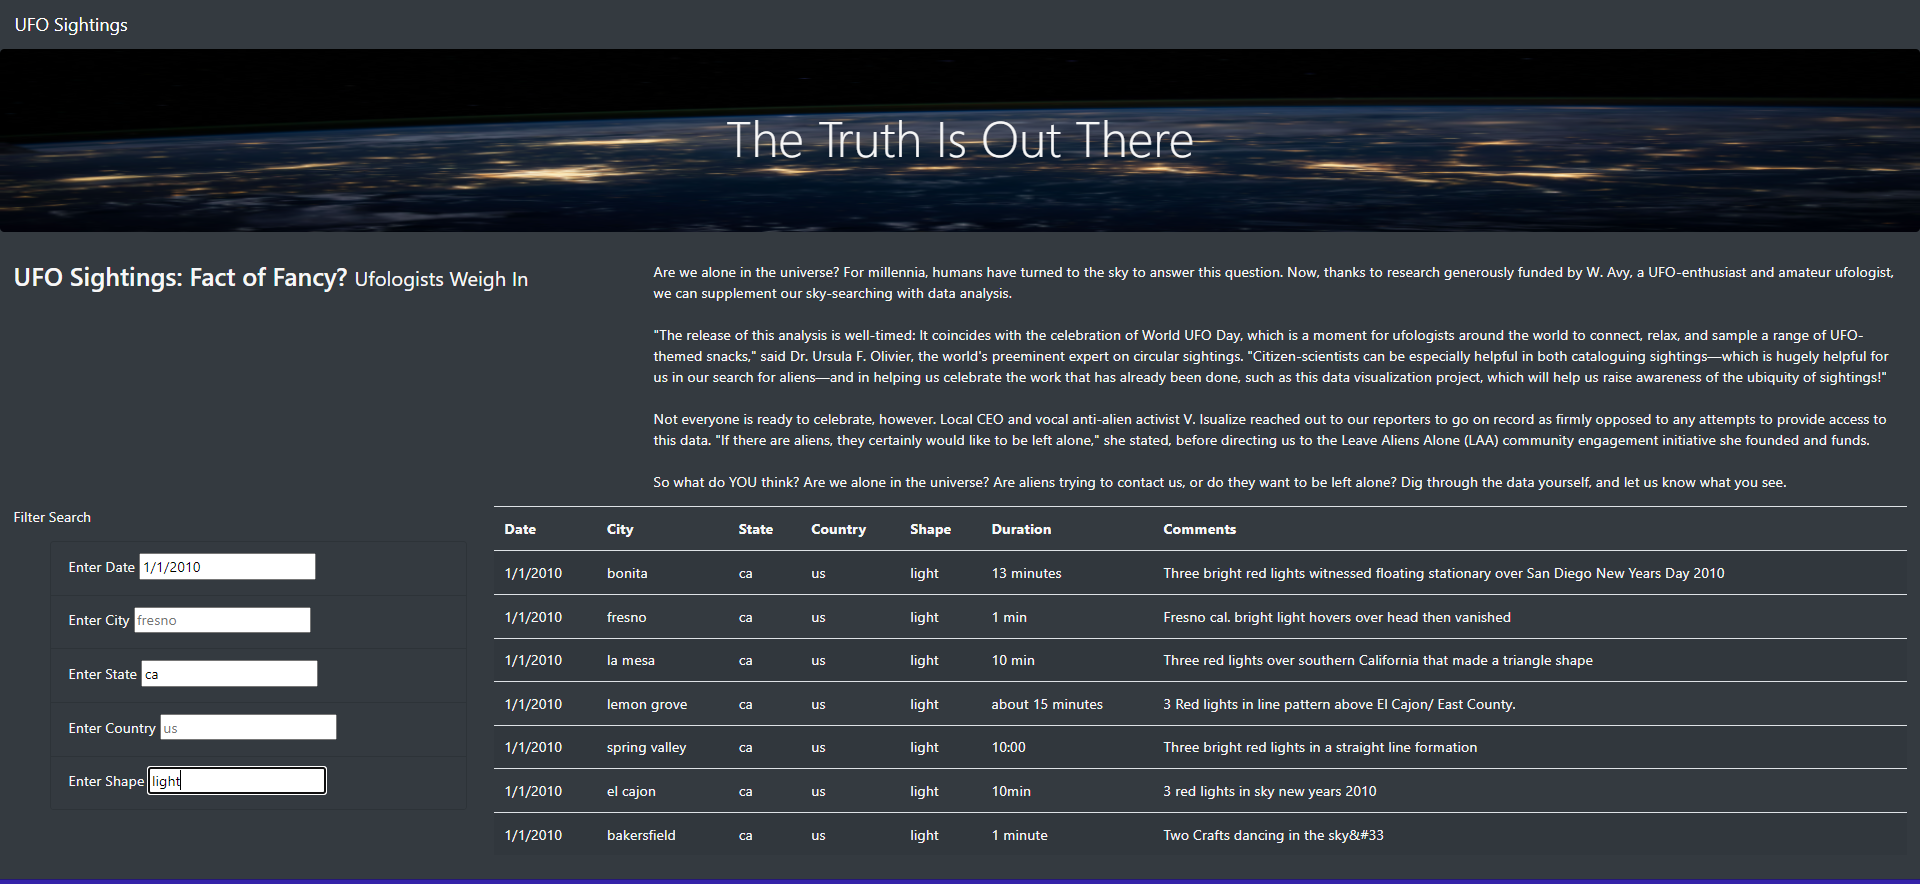 UFO Sightings
The Truth Is Out There
UFO Sightings: Fact of Fancy? Ufologists Weigh In
Are we alone in the universe? For millennia, humans have turned to the sky to answer this question. Now, thanks to research generously funded by W. Avy, a UFO-enthusiast and amateur ufologist,
we can supplement our sky-searching with data analysis.
"The release of this analysis is well-timed: It coincides with the celebration of World UFO Day, which is a moment for ufologists around the world to connect, relax, and sample a range of UFO-
themed snacks," said Dr. Ursula F. Olivier, the world's preeminent expert on circular sightings. "Citizen-scientists can be especially helpful in both cataloguing sightings—which is hugely helpful for
us in our search for aliens—and in helping us celebrate the work that has already been done, such as this data visualization project, which will help us raise awareness of the ubiquity of sightings!"
Not everyone is ready to celebrate, however. Local CEO and vocal anti-alien activist V. Isualize reached out to our reporters to go on record as firmly opposed to any attempts to provide access to
this data. "If there are aliens, they certainly would like to be left alone," she stated, before directing us to the Leave Aliens Alone (LAA) community engagement initiative she founded and funds.
So what do YOU think? Are we alone in the universe? Are aliens trying to contact us, or do they want to be left alone? Dig through the data yourself, and let us know what you see.
Filter Search
Enter Date 1/1/2010
Enter City fresno
Enter State ca
Enter Country us
Enter Shape light
Date City State Country Shape Duration Comments
1/1/2010 bonita ca us light 13 minutes Three bright red lights witnessed floating stationary over San Diego New Years Day 2010
1/1/2010 fresno ca us light 1 min Fresno cal. bright light hovers over head then vanished
1/1/2010 la mesa ca us light 10 min Three red lights over southern California that made a triangle shape
1/1/2010 lemon grove ca us light about 15 minutes 3 Red lights in line pattern above El Cajon/ East County.
1/1/2010 spring valley ca us light 10:00 Three bright red lights in a straight line formation
1/1/2010 el cajon ca us light 10min 3 red lights in sky new years 2010
1/1/2010 bakersfield ca us light 1 minute Two Crafts dancing in the sky&#33